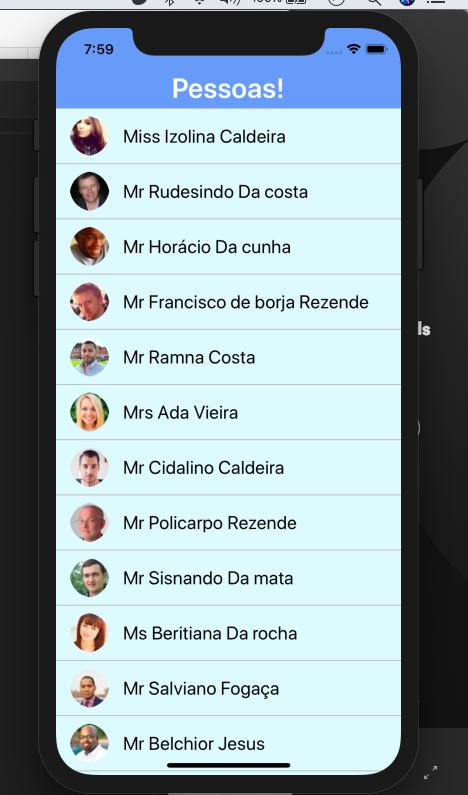 7:59
Pessoas!
Miss Izolina Caldeira
Mr Rudesindo Da costa
Mr Horácio Da cunha
Mr Francisco de borja Rezende
Mr Ramna Costa
Mrs Ada Vieira
Mr Cidalino Caldeira
Mr Policarpo Rezende
Mr Sisnando Da mata
Ms Beritiana Da rocha
Mr Salviano Fogaça
Mr Belchior Jesus